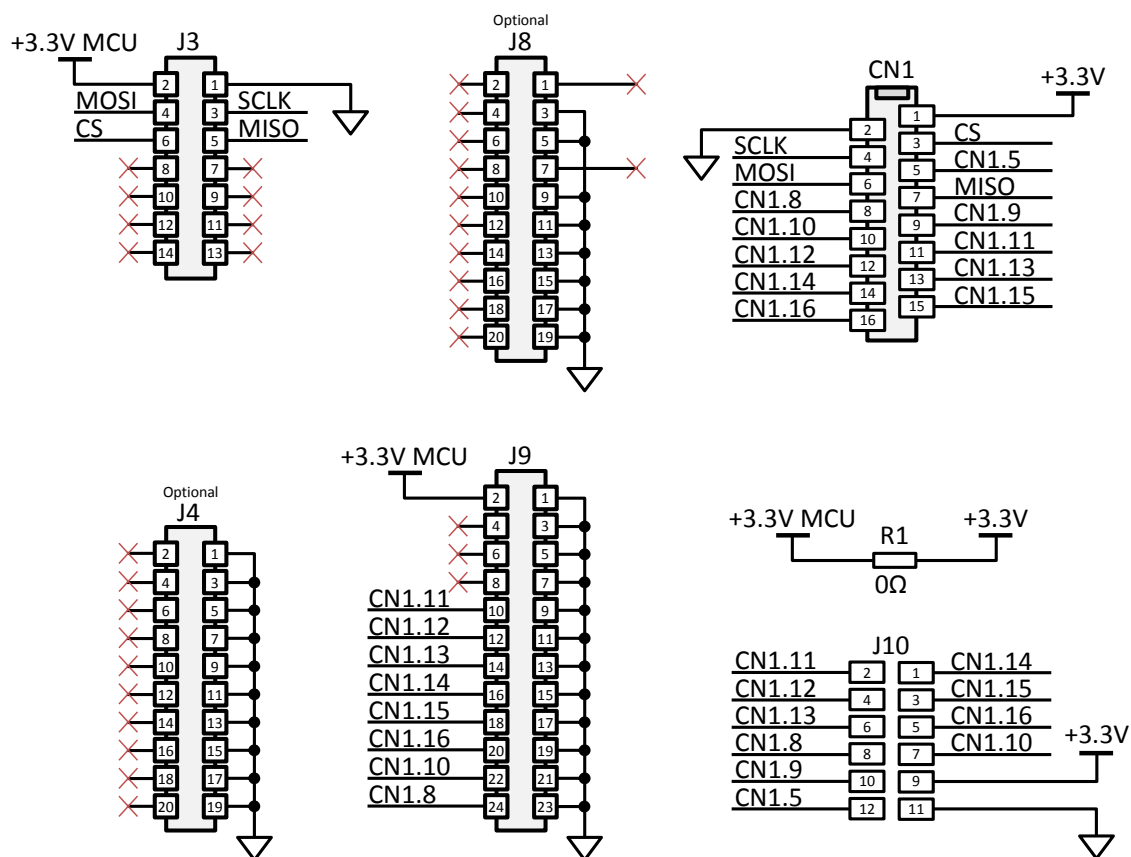 Optional
+3.3V MCU J3 J8
CN1 +3.3V
2 1
MOSI 4 3 SCLK
CS 6 5 MISO
8 7
10 9
12 11
14 13
2 1
4 3
6 5
8 7
10 9
12 11
14 13
16 15
18 17
20 19
2 1
SCLK 4 3 CS
MOSI 6 5 CN1.5
CN1.8 8 7 MISO
CN1.10 10 9 CN1.9
CN1.12 12 11 CN1.11
CN1.14 14 13 CN1.13
CN1.16 16 15 CN1.15
Optional
J4
2 1
4 3
6 5
8 7
10 9
12 11
14 13
16 15
18 17
20 19
+3.3V MCU J9
2 1
4 3
6 5
8 7
CN1.11 10 9
CN1.12 12 11
CN1.13 14 13
CN1.14 16 15
CN1.15 18 17
CN1.16 20 19
CN1.10 22 21
CN1.8 24 23
+3.3V MCU R1 +3.3V
0Ω
J10
CN1.11 2 1 CN1.14
CN1.12 4 3 CN1.15
CN1.13 6 5 CN1.16
CN1.8 8 7 CN1.10
+3.3V
CN1.9 10 9
CN1.5 12 11